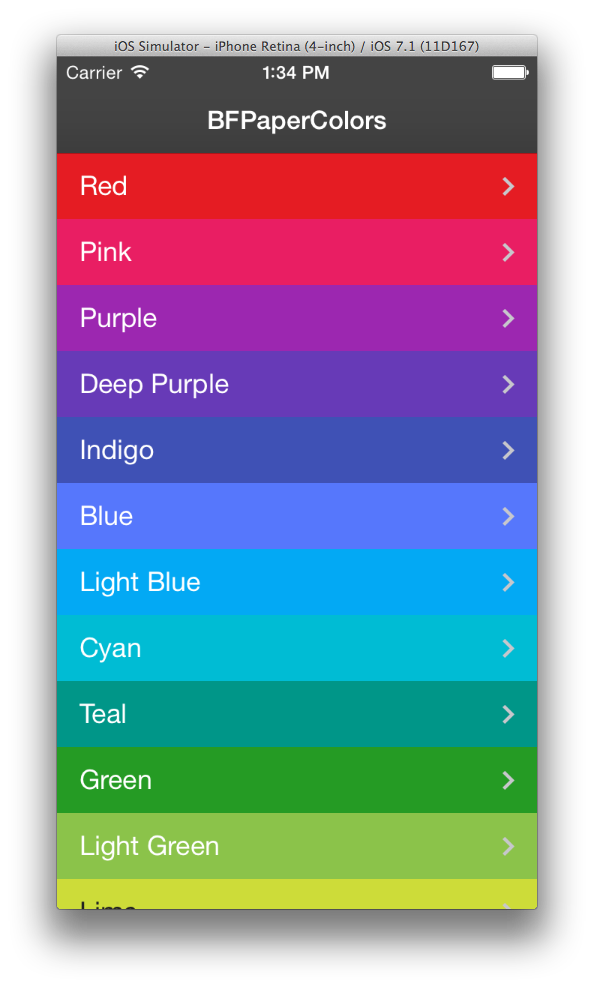 iOS Simulator – iPhone Retina (4-inch) / iOS 7.1 (11D167)
Carrier 1:34 PM
BFPaperColors
Red
Pink
Purple
Deep Purple
Indigo
Blue
Light Blue
Cyan
Teal
Green
Light Green
Lime